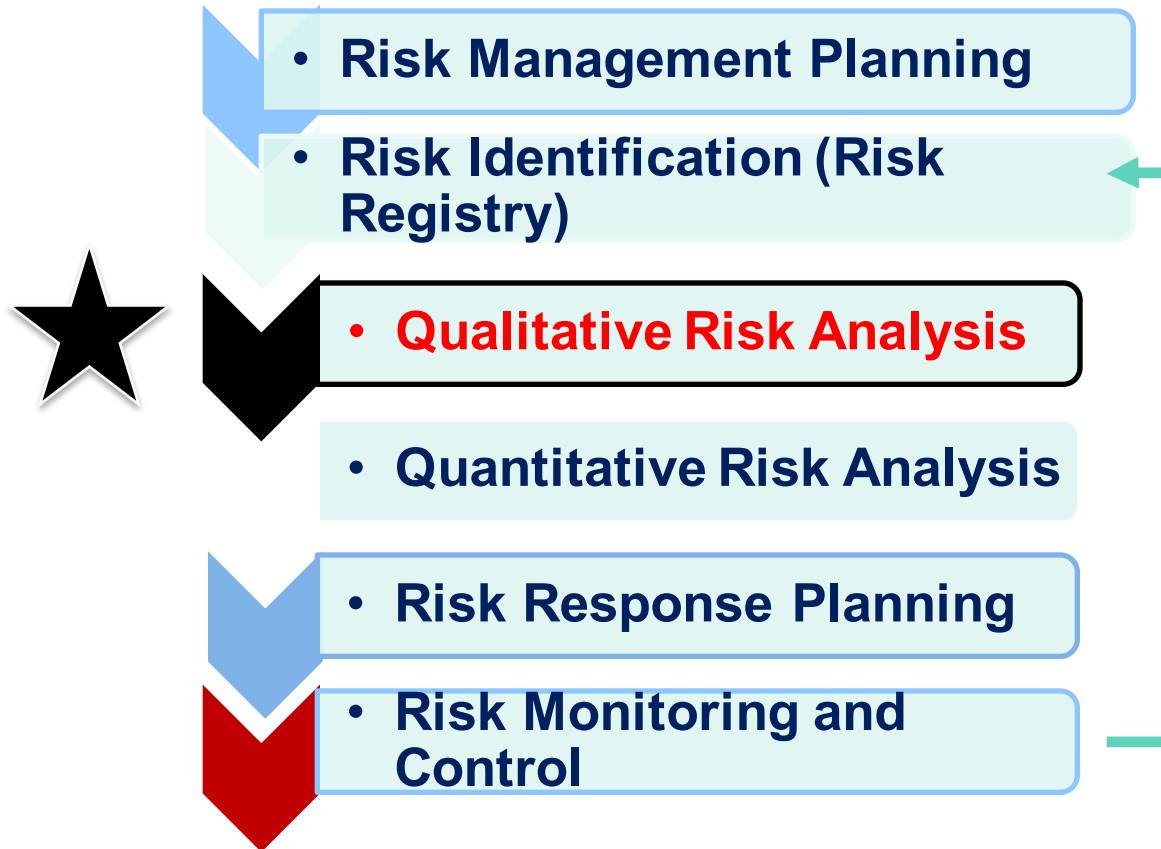 • Risk Management Planning
• Risk Identification (Risk
Registry)
• Qualitative Risk Analysis
• Quantitative Risk Analysis
• Risk Response Planning
• Risk Monitoring and
Control